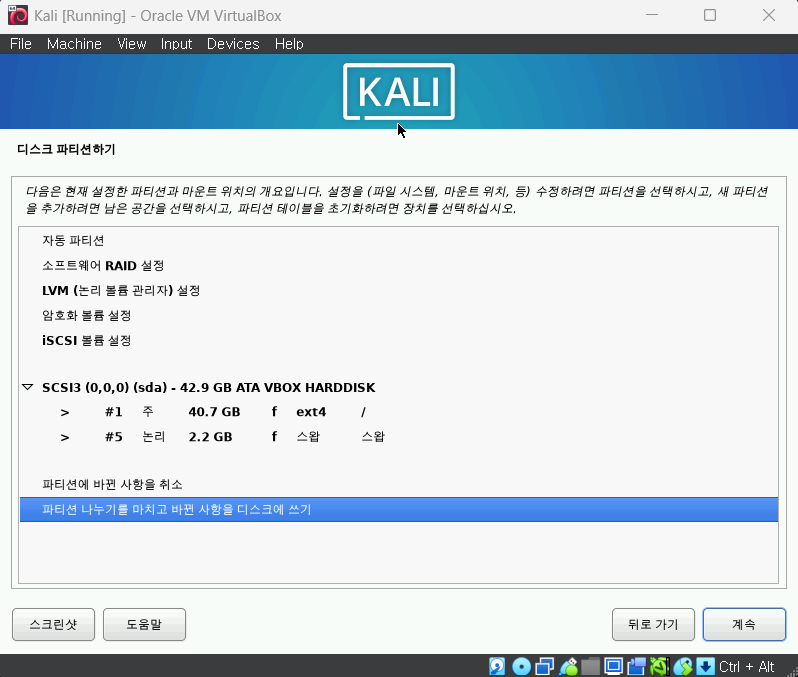 Kali [Running] - Oracle VM VirtualBox
File Machine View Input Devices Help
KALI
디스크 파티션하기
다음은 현재 설정한 파티션과 마운트 위치의 개요입니다. 설정을 (파일 시스템, 마운트 위치, 등) 수정하려면 파티션을 선택하시고, 새 파티션
을 추가하려면 남은 공간을 선택하시고, 파티션 테이블을 초기화하려면 장치를 선택하십시오.
자동 파티션
소프트웨어 RAID 설정
LVM (논리 볼륨 관리자) 설정
암호화 볼륨 설정
iSCSI 볼륨 설정
SCSI3 (0,0,0) (sda) - 42.9 GB ATA VBOX HARDDISK
> #1 주 40.7 GB f ext4 /
> #5 논리 2.2 GB f 스왑 스왑
파티션에 바뀐 사항을 취소
파티션 나누기를 마치고 바뀐 사항을 디스크에 쓰기
스크린샷 도움말 뒤로 가기 계속
Ctrl + Alt